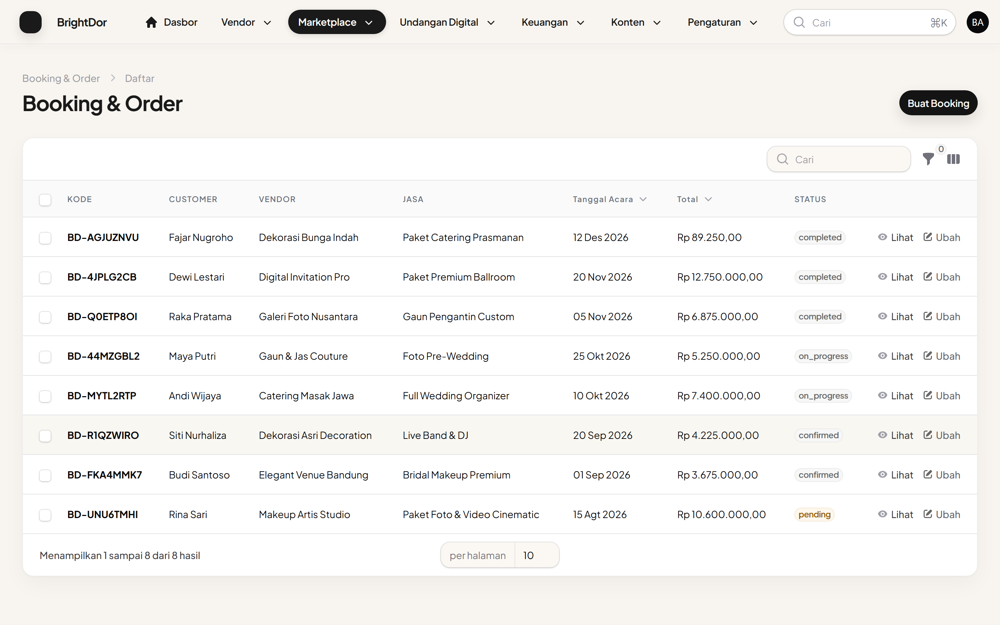 BrightDor Dasbor Vendor Marketplace Undangan Digital Keuangan Konten Pengaturan Cari ⌘K BA
Booking & Order > Daftar
Booking & Order Buat Booking
Cari 0
KODE CUSTOMER VENDOR JASA Tanggal Acara Total STATUS
BD-AGJUZNVU Fajar Nugroho Dekorasi Bunga Indah Paket Catering Prasmanan 12 Des 2026 Rp 89.250,00 completed Lihat Ubah
BD-4JPLG2CB Dewi Lestari Digital Invitation Pro Paket Premium Ballroom 20 Nov 2026 Rp 12.750.000,00 completed Lihat Ubah
BD-Q0ETP8OI Raka Pratama Galeri Foto Nusantara Gaun Pengantin Custom 05 Nov 2026 Rp 6.875.000,00 completed Lihat Ubah
BD-44MZGBL2 Maya Putri Gaun & Jas Couture Foto Pre-Wedding 25 Okt 2026 Rp 5.250.000,00 on_progress Lihat Ubah
BD-MYTL2RTP Andi Wijaya Catering Masak Jawa Full Wedding Organizer 10 Okt 2026 Rp 7.400.000,00 on_progress Lihat Ubah
BD-R1QZWIRO Siti Nurhaliza Dekorasi Asri Decoration Live Band & DJ 20 Sep 2026 Rp 4.225.000,00 confirmed Lihat Ubah
BD-FKA4MMK7 Budi Santoso Elegant Venue Bandung Bridal Makeup Premium 01 Sep 2026 Rp 3.675.000,00 confirmed Lihat Ubah
BD-UNU6TMHI Rina Sari Makeup Artis Studio Paket Foto & Video Cinematic 15 Agt 2026 Rp 10.600.000,00 pending Lihat Ubah
Menampilkan 1 sampai 8 dari 8 hasil per halaman 10